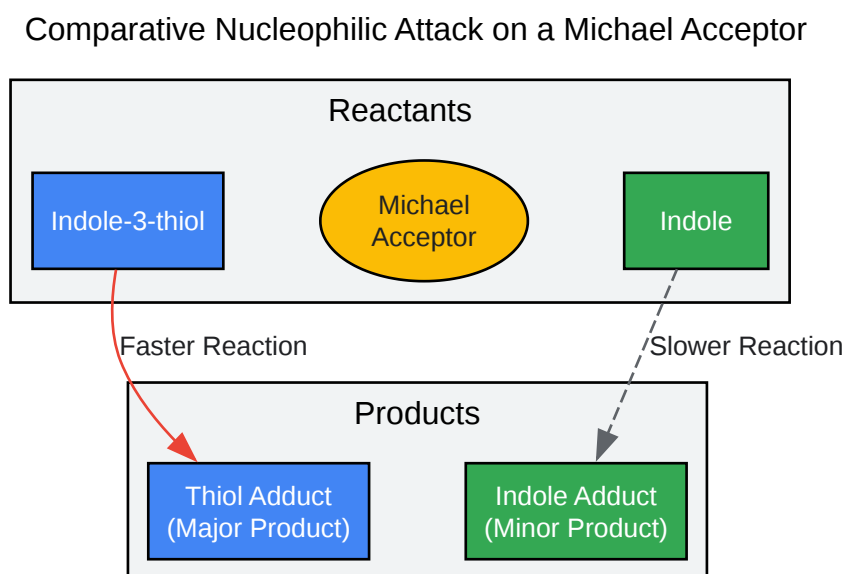 Comparative Nucleophilic Attack on a Michael Acceptor
Reactants
Indole-3-thiol
Michael
Acceptor
Indole
Faster Reaction
Slower Reaction
Products
Thiol Adduct
(Major Product)
Indole Adduct
(Minor Product)